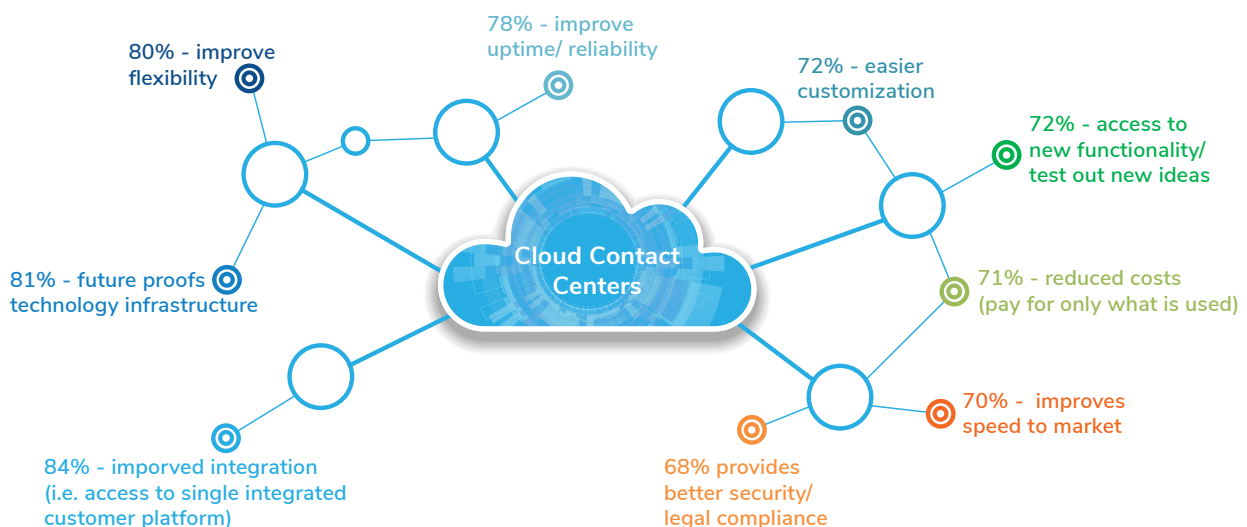 80% - improve
flexibility
78% - improve
uptime/ reliability
72% - easier
customization
72% - access to
new functionality/
test out new ideas
Cloud Contact
Centers
81% - future proofs
technology infrastructure
71% - reduced costs
(pay for only what is used)
84% - imporved integration
(i.e. access to single integrated
customer platform)
68% provides
better security/
legal compliance
70% -  improves
speed to market